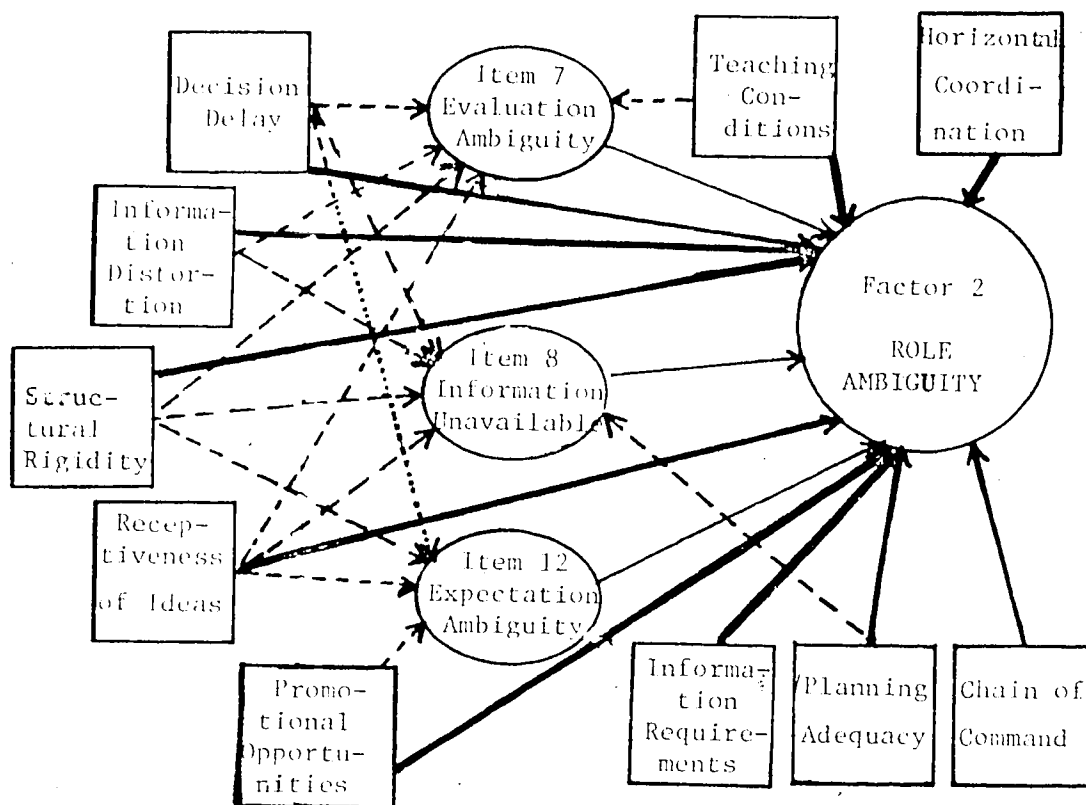 Decision
Delay
Item 7
Evaluation
Ambiguity
Teaching
Con-
ditions
Horizontal
Coordi-
nation
Informa-
tion
Distor-
tion
Factor 2
ROLE
AMBIGUITY
Struc-
tural
Rigidity
Item 8
Information
Unavailable
Recep-
tiveness
of Ideas
Item 12
Expectation
Ambiguity
Promo-
tional
Opportu-
nities
Informa-
tion
Require-
ments
Planning
Adequacy
Chain of
Command